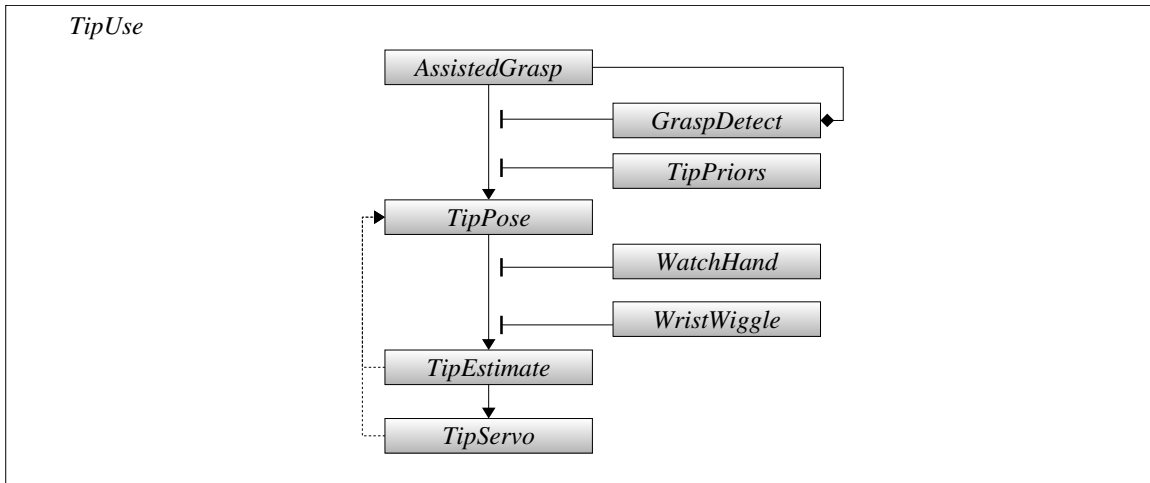 TipUse
AssistedGrasp
GraspDetect
TipPriors
TipPose
WatchHand
WristWiggle
TipEstimate
TipServo